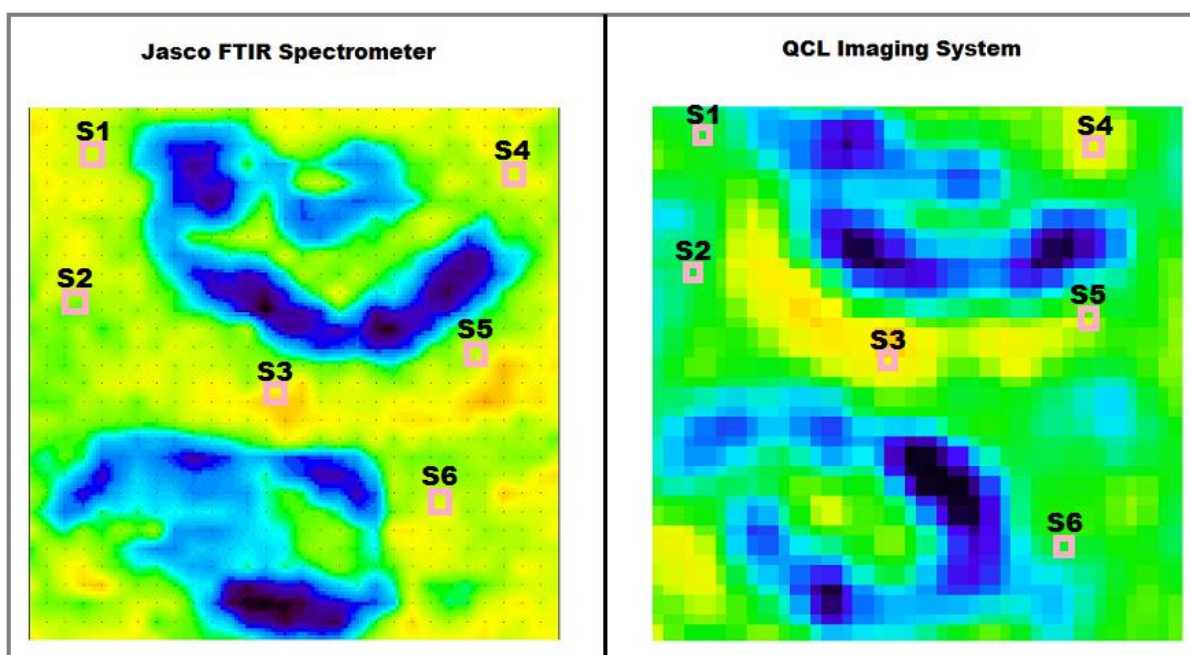 Jasco FTIR Spectrometer
S1
S4
S2
S5
S3
S6
QCL Imaging System
S1
S4
S2
S5
S3
S6